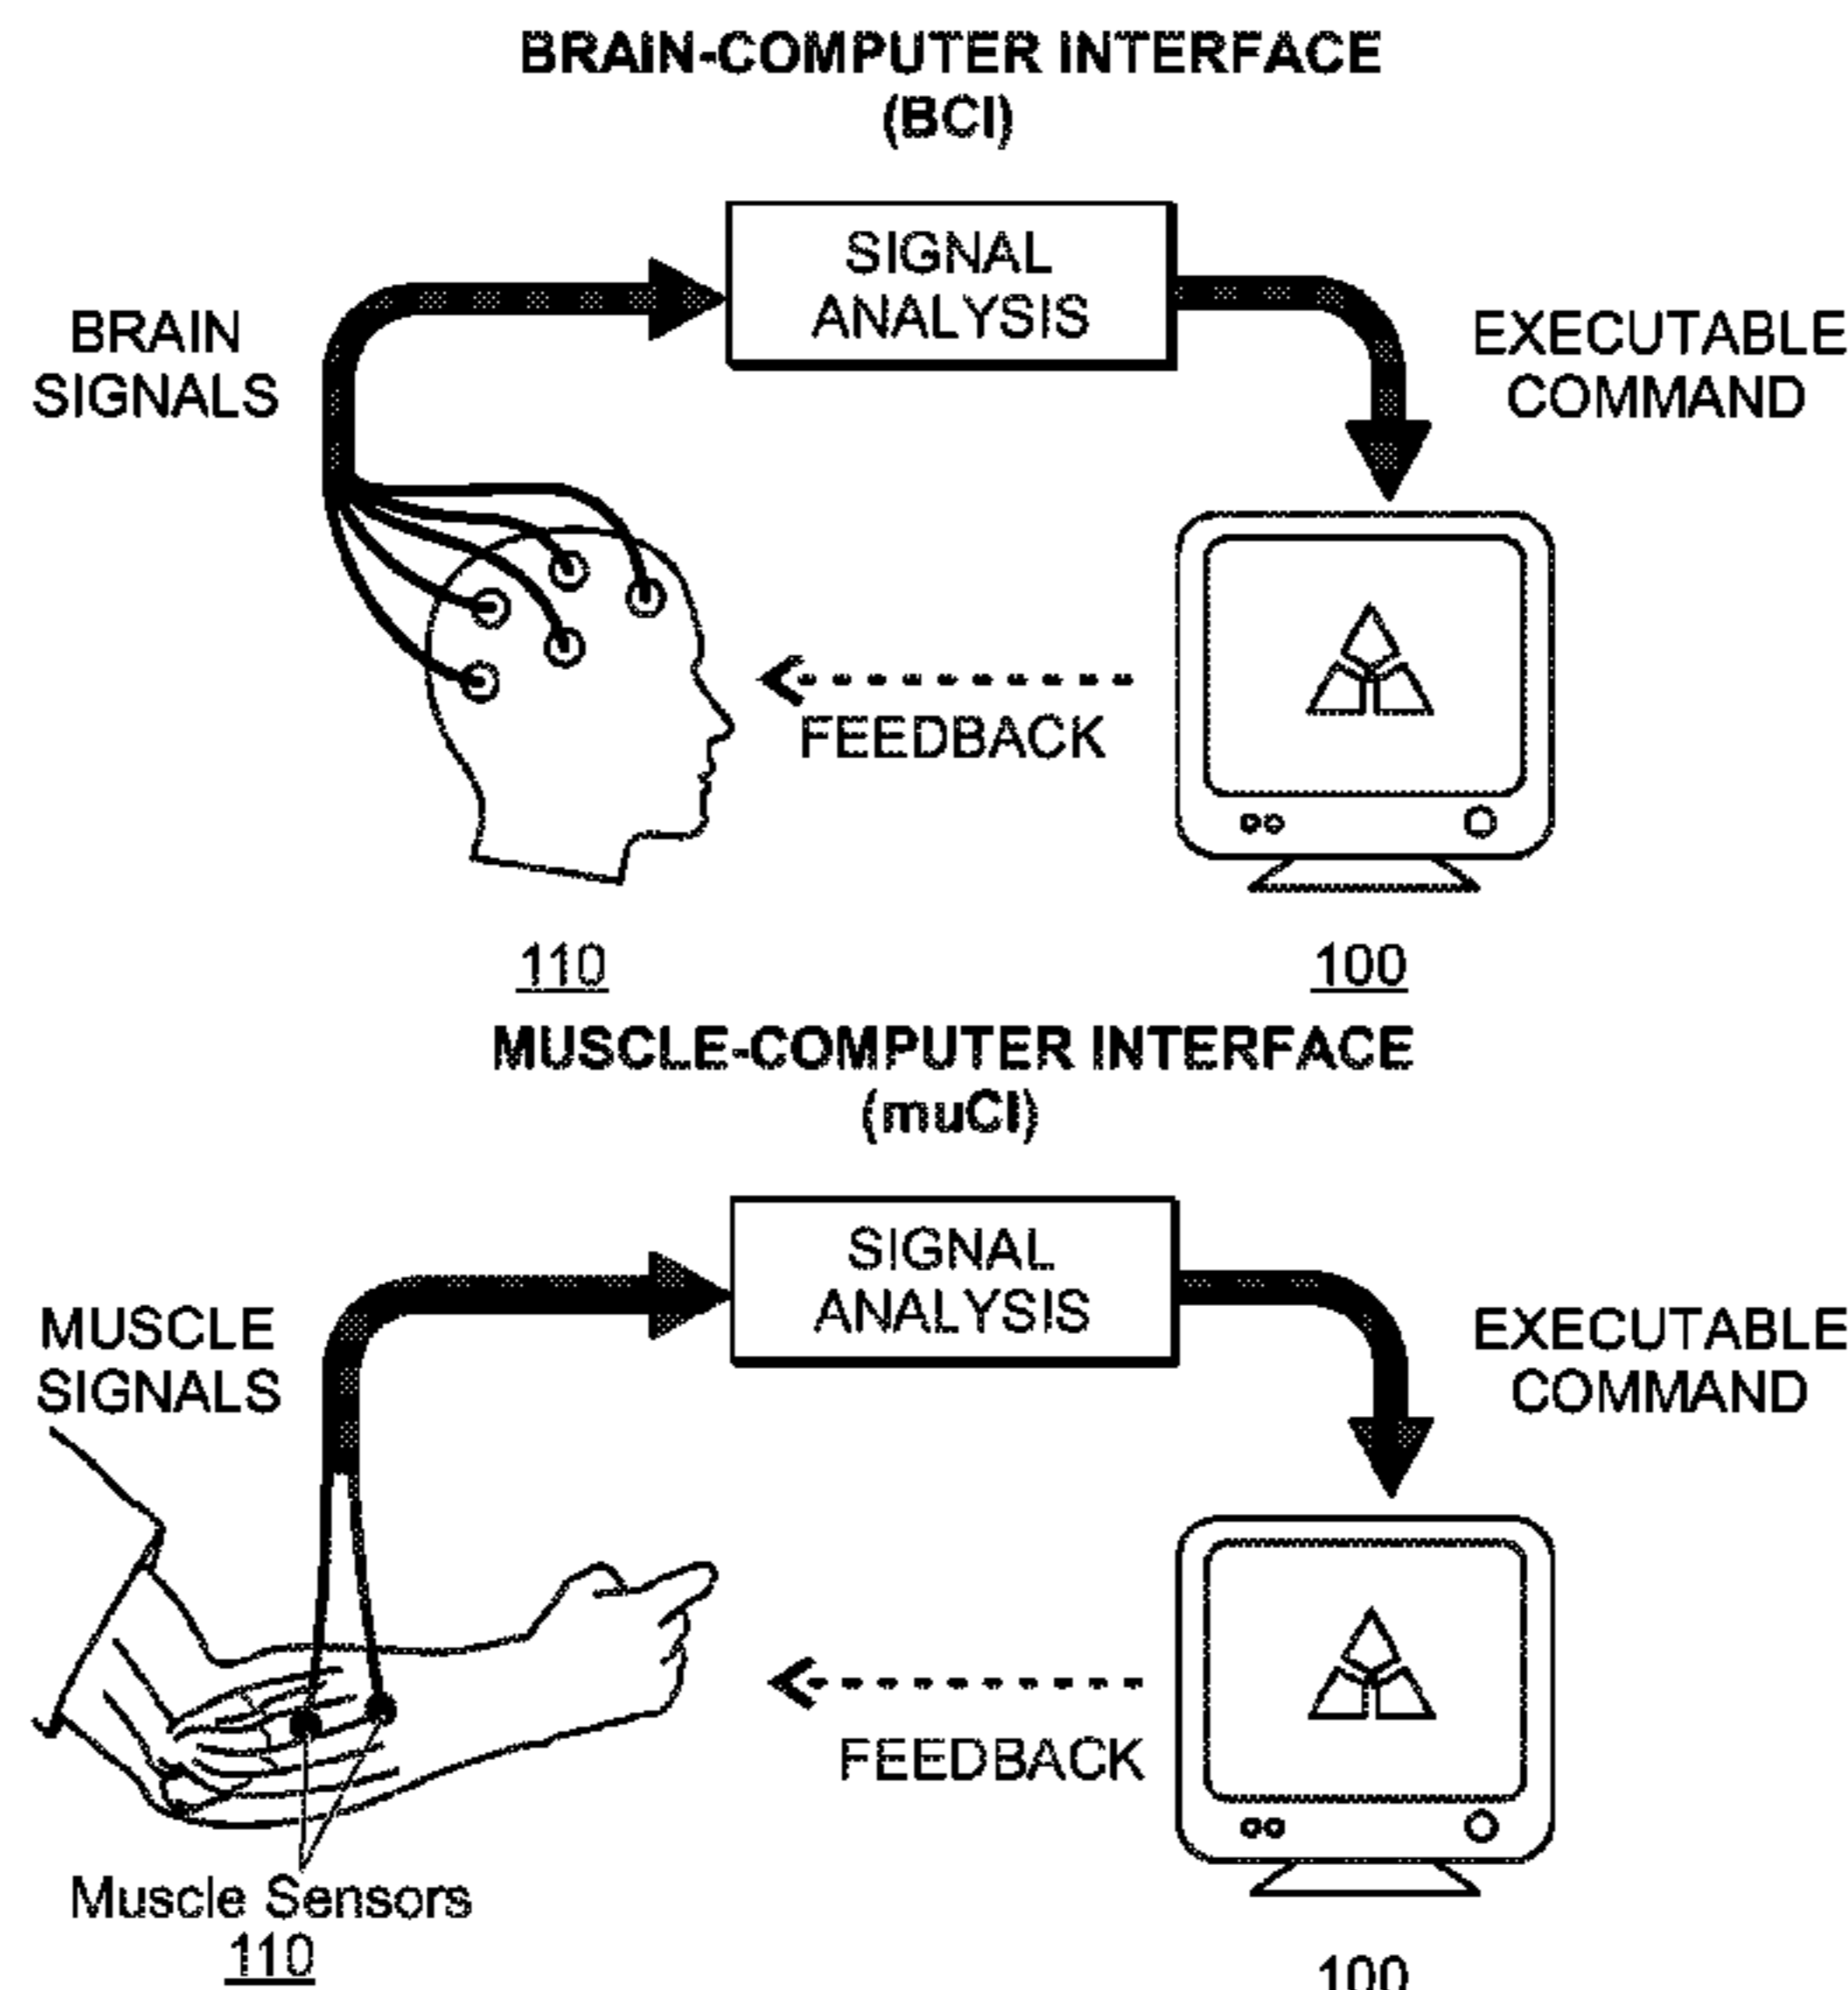 BRAIN-COMPUTER INTERFACE
(BCI)
SIGNAL
ANALYSIS
BRAIN
SIGNALS
EXECUTABLE
COMMAND
FEEDBACK
110
100
MUSCLE-COMPUTER INTERFACE
(muCI)
SIGNAL
ANALYSIS
MUSCLE
SIGNALS
EXECUTABLE
COMMAND
FEEDBACK
Muscle Sensors
110
100